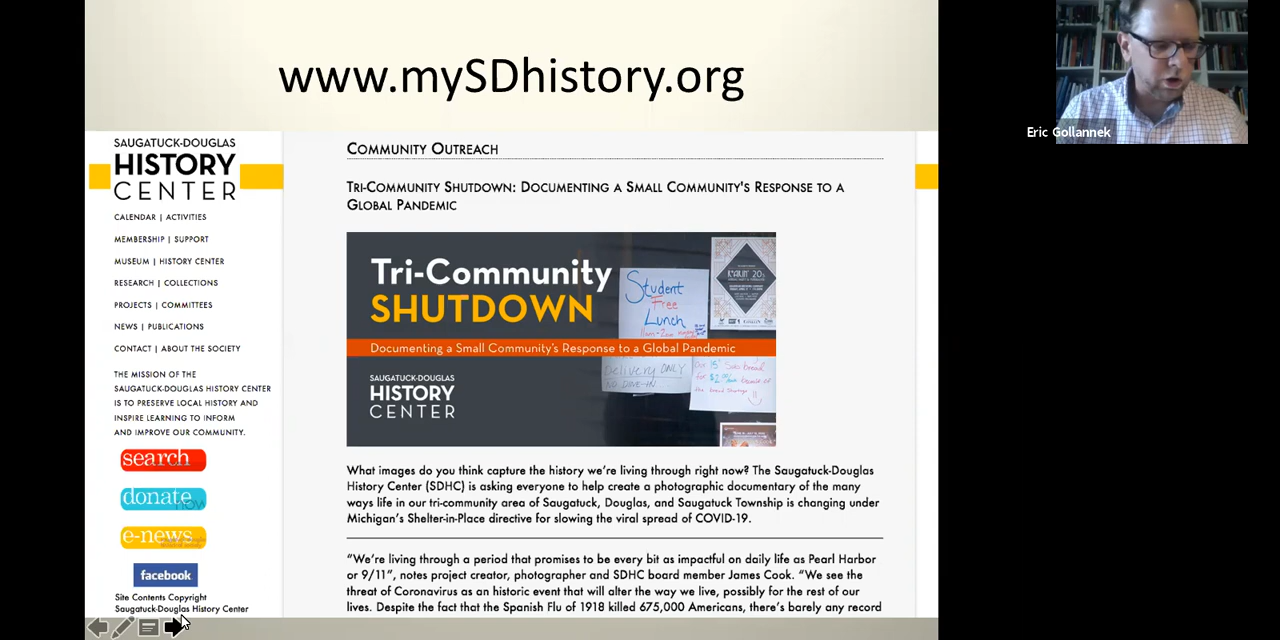 www.mySDhistory.org
Eric Gollannek
SAUGATUCK-DOUGLAS
HISTORY
CENTER
CALENDAR | ACTIVITIES
MEMBERSHIP | SUPPORT
MUSEUM | HISTORY CENTER
RESEARCH | COLLECTIONS
PROJECTS | COMMITTEES
NEWS | PUBLICATIONS
CONTACT | ABOUT THE SOCIETY
THE MISSION OF THE
SAUGATUCK-DOUGLAS HISTORY CENTER
IS TO PRESERVE LOCAL HISTORY AND
INSPIRE LEARNING TO INFORM
AND IMPROVE OUR COMMUNITY.
search
donate
now
e-news
facebook
Site Contents Copyright
Saugatuck-Douglas History Center
COMMUNITY OUTREACH
TRI-COMMUNITY SHUTDOWN: DOCUMENTING A SMALL COMMUNITY'S RESPONSE TO A
GLOBAL PANDEMIC
Tri-Community
SHUTDOWN
Documenting a Small Community's Response to a Global Pandemic
SAUGATUCK-DOUGLAS
HISTORY
CENTER
Student
Free
Lunch
Delivery ONLY
NO DINE-IN
What images do you think capture the history we're living through right now? The Saugatuck-Douglas
History Center (SDHC) is asking everyone to help create a photographic documentary of the many
ways life in our tri-community area of Saugatuck, Douglas, and Saugatuck Township is changing under
Michigan's Shelter-in-Place directive for slowing the viral spread of COVID-19.
"We're living through a period that promises to be every bit as impactful on daily life as Pearl Harbor
or 9/11", notes project creator, photographer and SDHC board member James Cook. "We see the
threat of Coronavirus as an historic event that will alter the way we live, possibly for the rest of our
lives. Despite the fact that the Spanish Flu of 1918 killed 675,000 Americans, there's barely any record